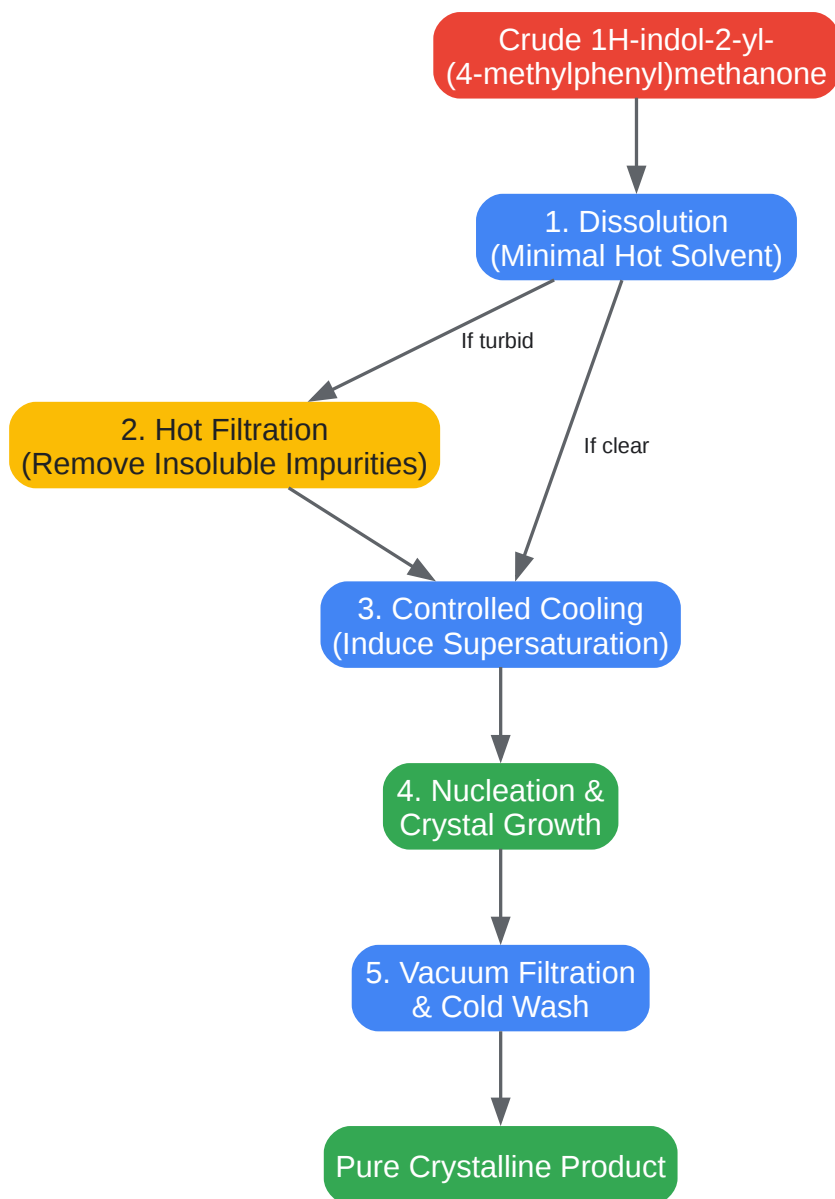 Crude 1H-indol-2-yl-
(4-methylphenyl)methanone
1. Dissolution
(Minimal Hot Solvent)
If turbid
2. Hot Filtration
(Remove Insoluble Impurities)
If clear
3. Controlled Cooling
(Induce Supersaturation)
4. Nucleation &
Crystal Growth
5. Vacuum Filtration
& Cold Wash
Pure Crystalline Product